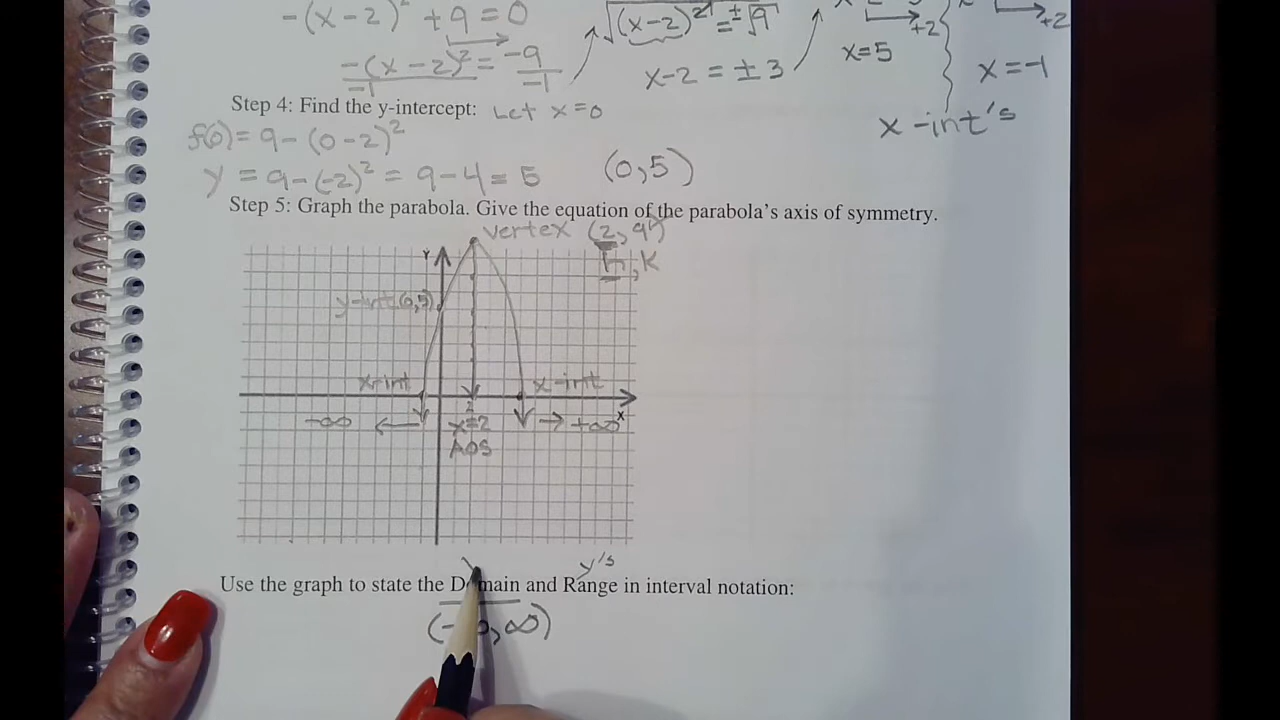 -(x-2)² +9 = 0
√(x-2)² = ±√9
+2
+2
-(x-2)² = -9
-1 -1
x-2 = ±3
x=5
x=-1
Step 4: Find the y-intercept: Let x=0
x-int's
f(0) = 9-(0-2)²
y = 9-(-2)² = 9-4 = 5 (0,5)
Step 5: Graph the parabola. Give the equation of the parabola's axis of symmetry.
vertex (2, 9)
h, k
Y
y-int (0,5)
x-int x-int
-∞ x=2 +∞ x
AOS
y's
Use the graph to state the Domain and Range in interval notation:
(-∞, ∞)